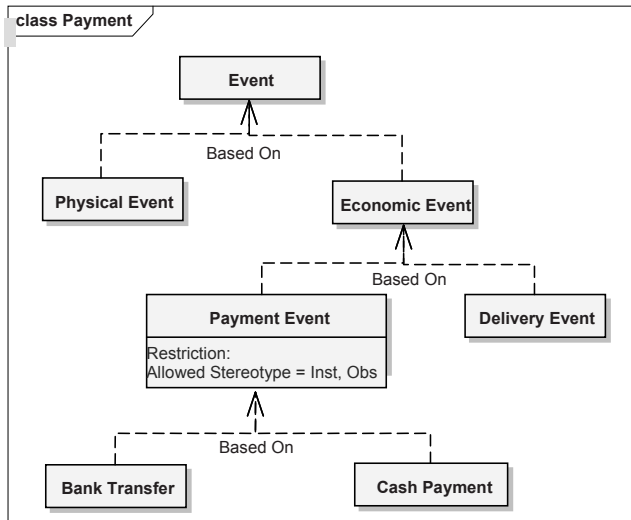 class Payment
Event
Based On
Physical Event
Economic Event
Based On
Payment Event
Delivery Event
Restriction:
Allowed Stereotype = Inst, Obs
Based On
Bank Transfer
Cash Payment